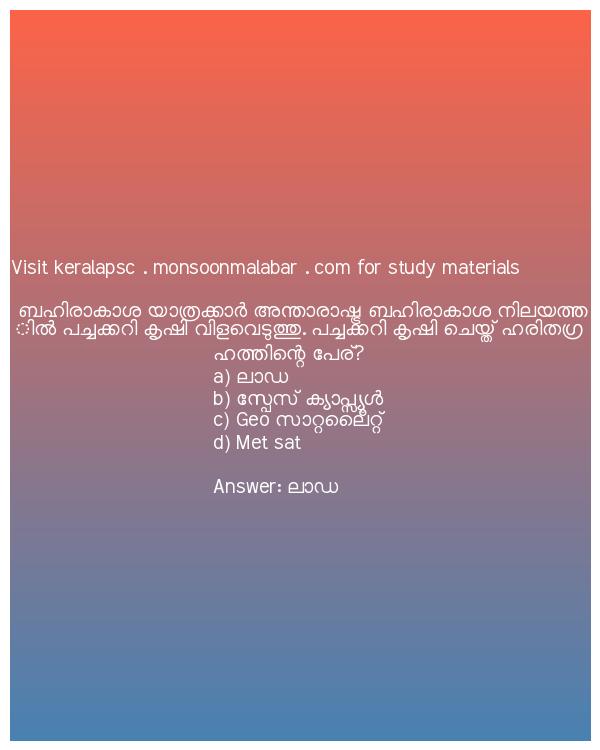 Visit keralapsc . monsoonmalabar . com for study materials
ബഹിരാകാശ യാത്രക്കാർ അന്താരാഷ്ട്ര ബഹിരാകാശ നിലയത്ത
ിൽ പച്ചക്കറി കൃഷി വിളവെടുത്തു. പച്ചക്കറി കൃഷി ചെയ്ത് ഹരിതഗ്ര
ഹത്തിന്റെ പേര്?
a) ലാഡ
b) സ്പേസ് ക്യാപ്സ്യൂൾ
c) Geo സാറ്റലൈറ്റ്
d) Met sat
Answer: ലാഡ